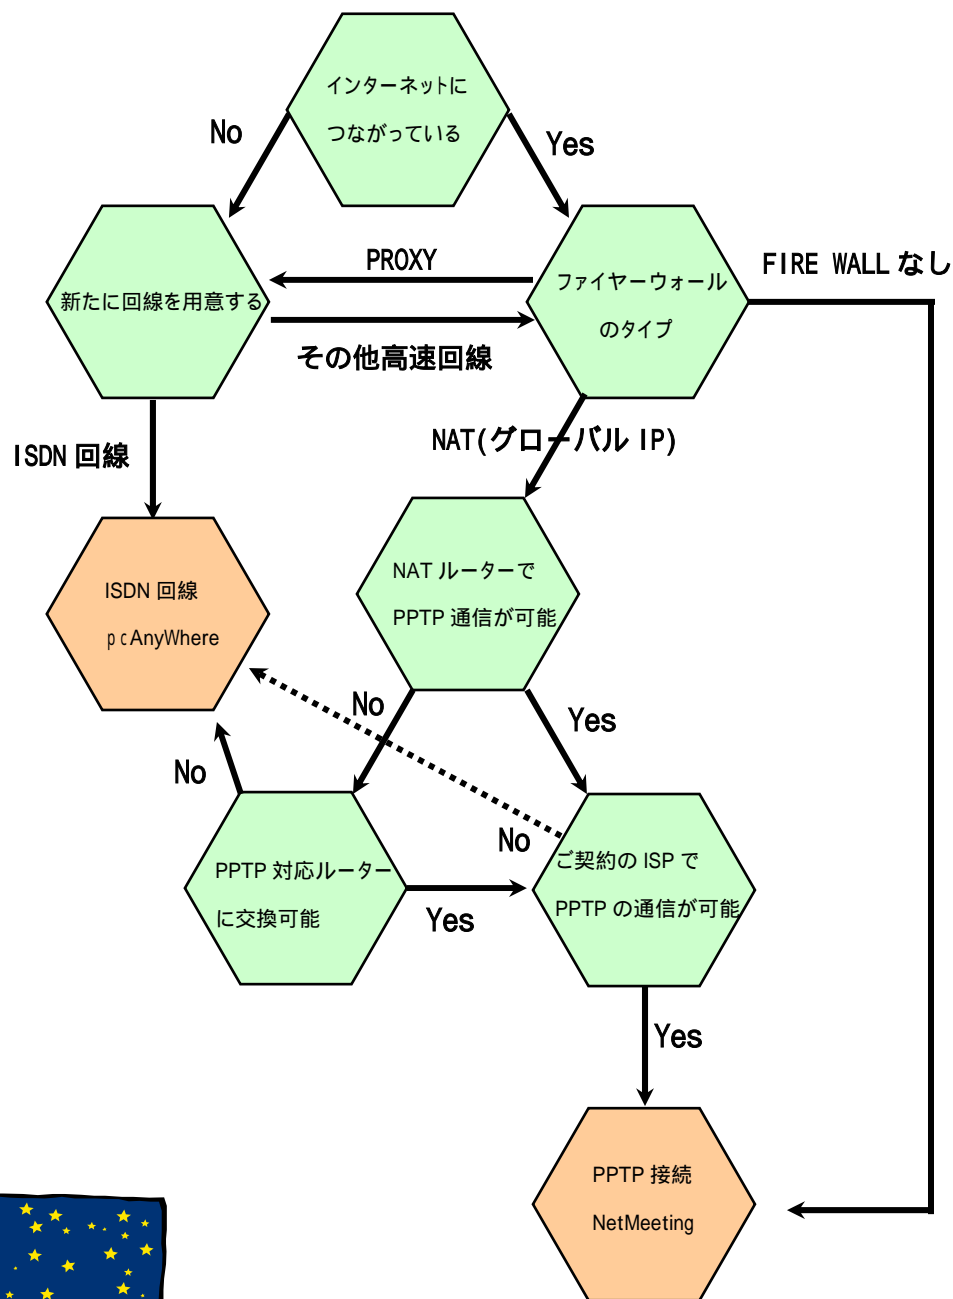 インターネットに
つながっている
No
Yes
PROXY
FIRE WALL なし
新たに回線を用意する
ファイヤーウォール
のタイプ
その他高速回線
ISDN 回線
NAT(グローバル IP)
ISDN 回線
pcAnyWhere
NAT ルーターで
PPTP 通信が可能
No
Yes
No
No
PPTP 対応ルーター
に交換可能
Yes
ご契約の ISP で
PPTP の通信が可能
Yes
PPTP 接続
NetMeeting